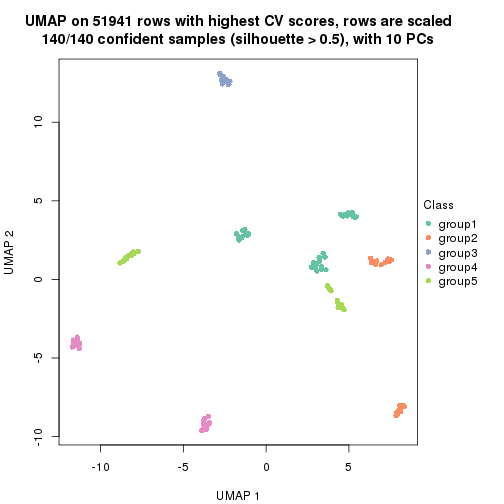 UMAP on 51941 rows with highest CV scores, rows are scaled
140/140 confident samples (silhouette > 0.5), with 10 PCs
10
5
0
-5
-10
UMAP 2
-10
-5
0
5
UMAP 1
Class
group1
group2
group3
group4
group5